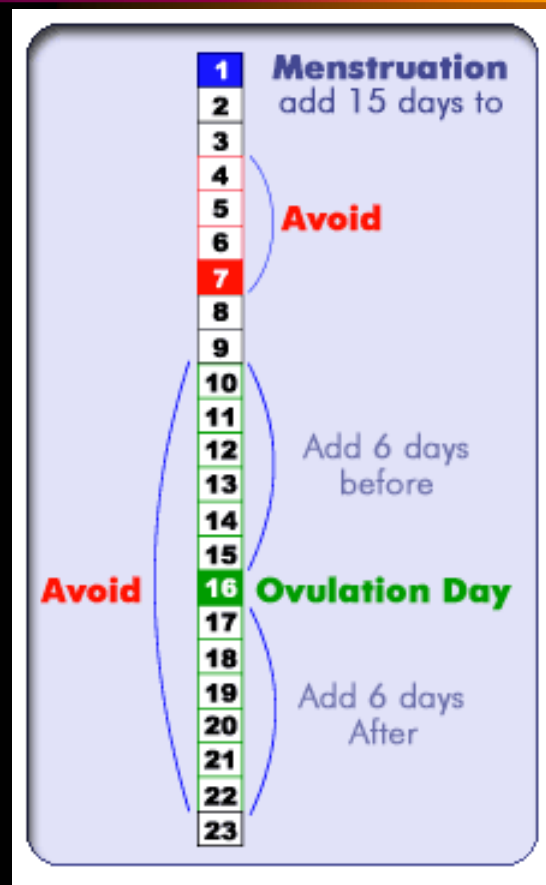 1 Menstruation
2 add 15 days to
3
4
5 Avoid
6
7
8
9
10
11
12 Add 6 days
13 before
14
15
Avoid 16 Ovulation Day
17
18
19 Add 6 days
20 After
21
22
23